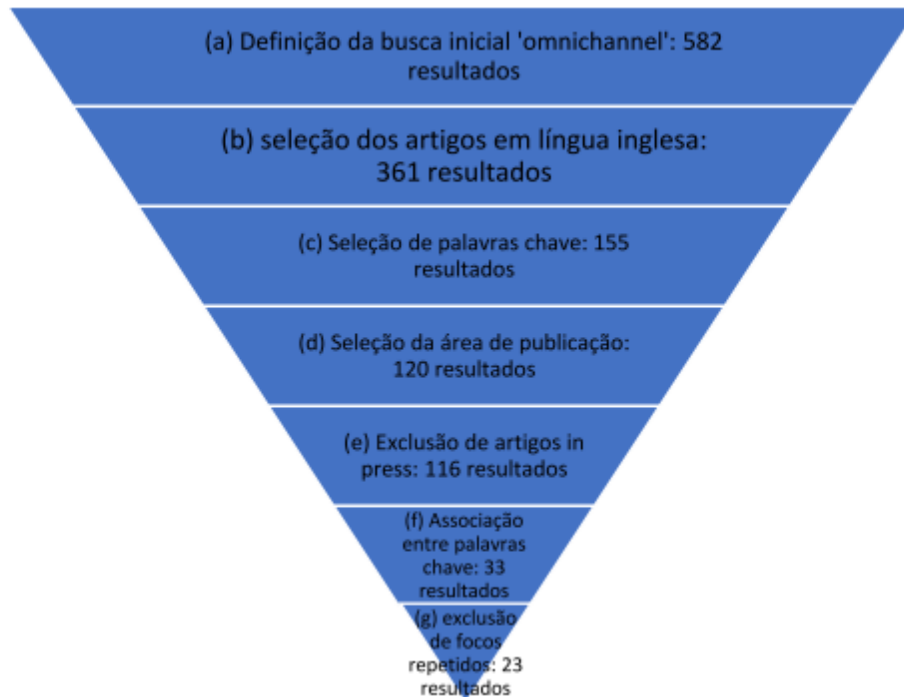 (a) Definição da busca inicial 'omnichannel': 582
resultados
(b) seleção dos artigos em língua inglesa:
361 resultados
(c) Seleção de palavras chave: 155
resultados
(d) Seleção da área de publicação:
120 resultados
(e) Exclusão de artigos in
press: 116 resultados
(f) Associação
entre palavras
chave: 33
resultados
(g) exclusão
de focos
repetidos: 23
resultados